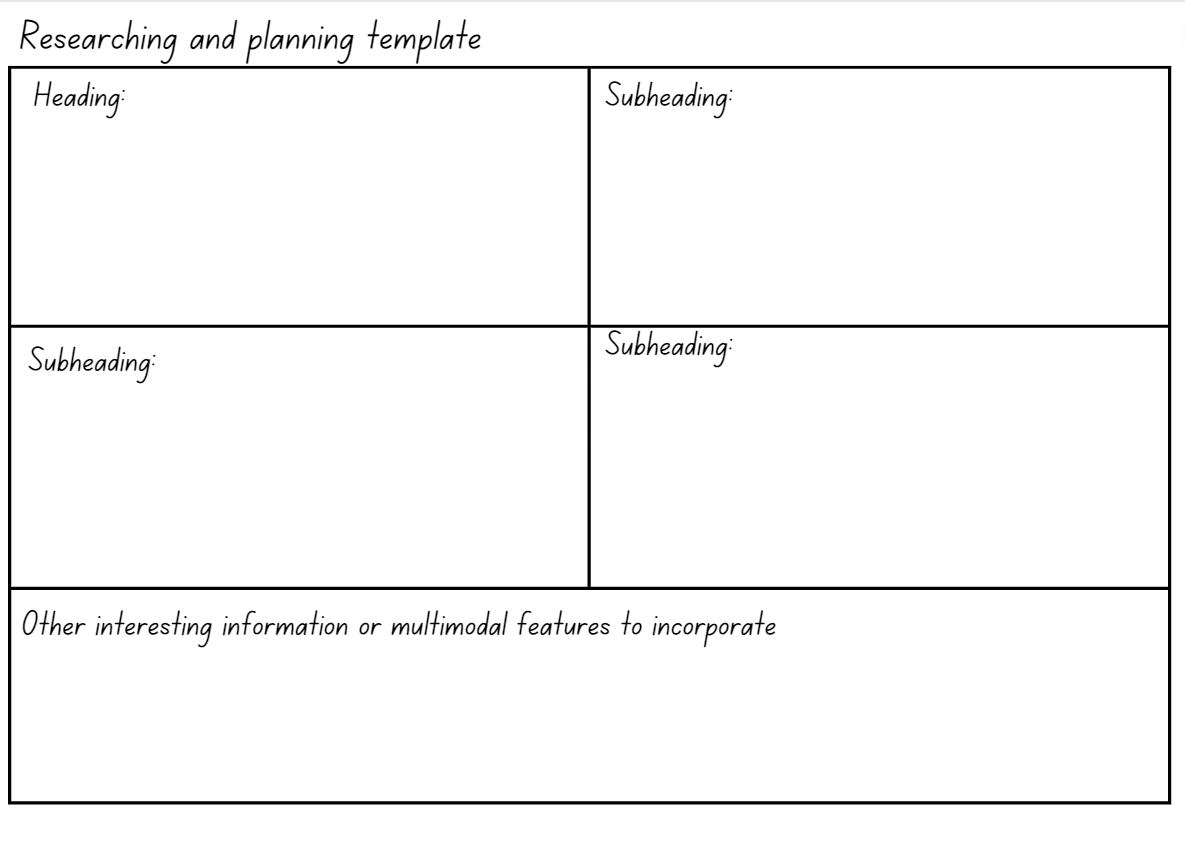 Researching and planning template
Heading:
Subheading:
Subheading:
Subheading:
Other interesting information or multimodal features to incorporate